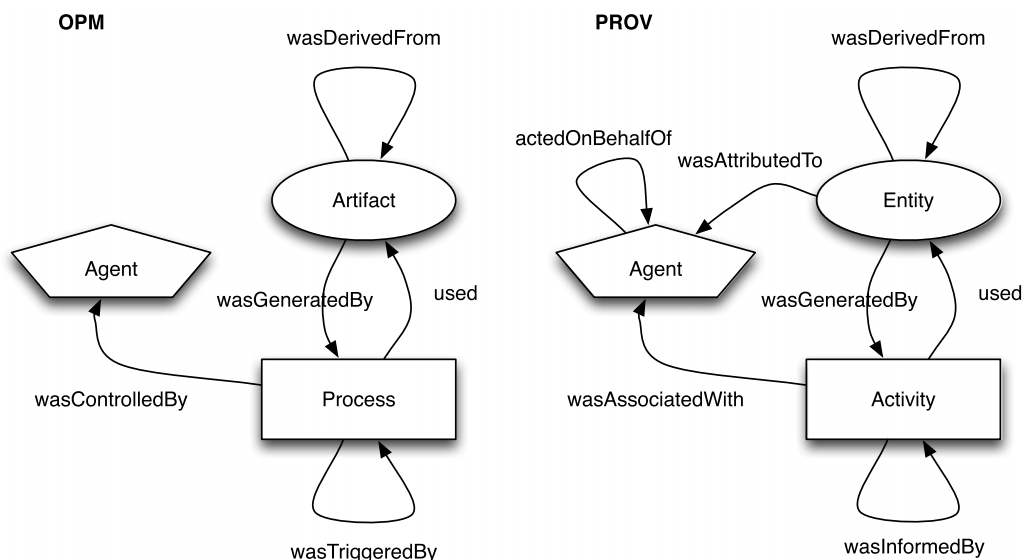 OPM
wasDerivedFrom
Artifact
Agent
wasGeneratedBy
used
wasControlledBy
Process
wasTriggeredBy
PROV
wasDerivedFrom
actedOnBehalfOf
wasAttributedTo
Entity
Agent
wasGeneratedBy
used
wasAssociatedWith
Activity
wasInformedBy